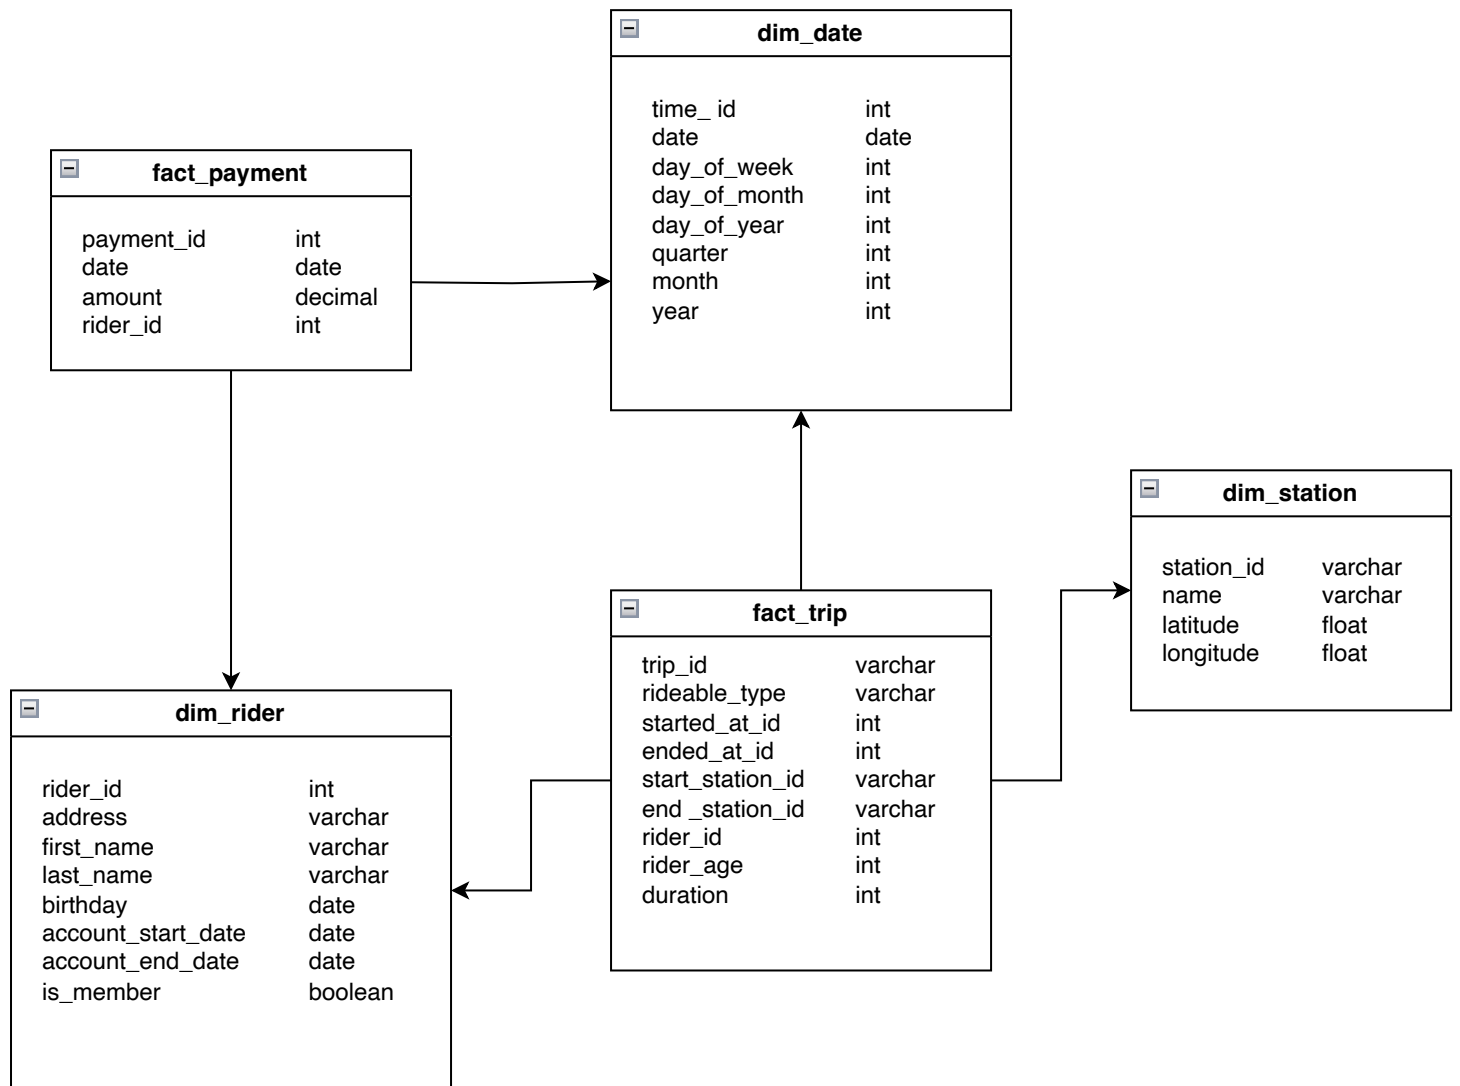 dim_date
time_ id int
date date
day_of_week int
day_of_month int
day_of_year int
quarter int
month int
year int
fact_payment
payment_id int
date date
amount decimal
rider_id int
dim_station
station_id varchar
name varchar
latitude float
longitude float
fact_trip
trip_id varchar
rideable_type varchar
started_at_id int
ended_at_id int
start_station_id varchar
end _station_id varchar
rider_id int
rider_age int
duration int
dim_rider
rider_id int
address varchar
first_name varchar
last_name varchar
birthday date
account_start_date date
account_end_date date
is_member boolean